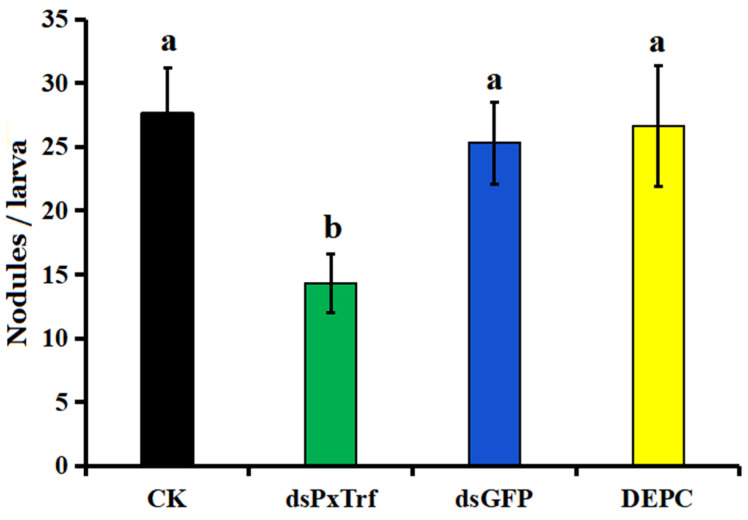 Nodules / larva
35
30
25
20
15
10
5
0
a
b
a
a
CK
dsPxTrf
dsGFP
DEPC